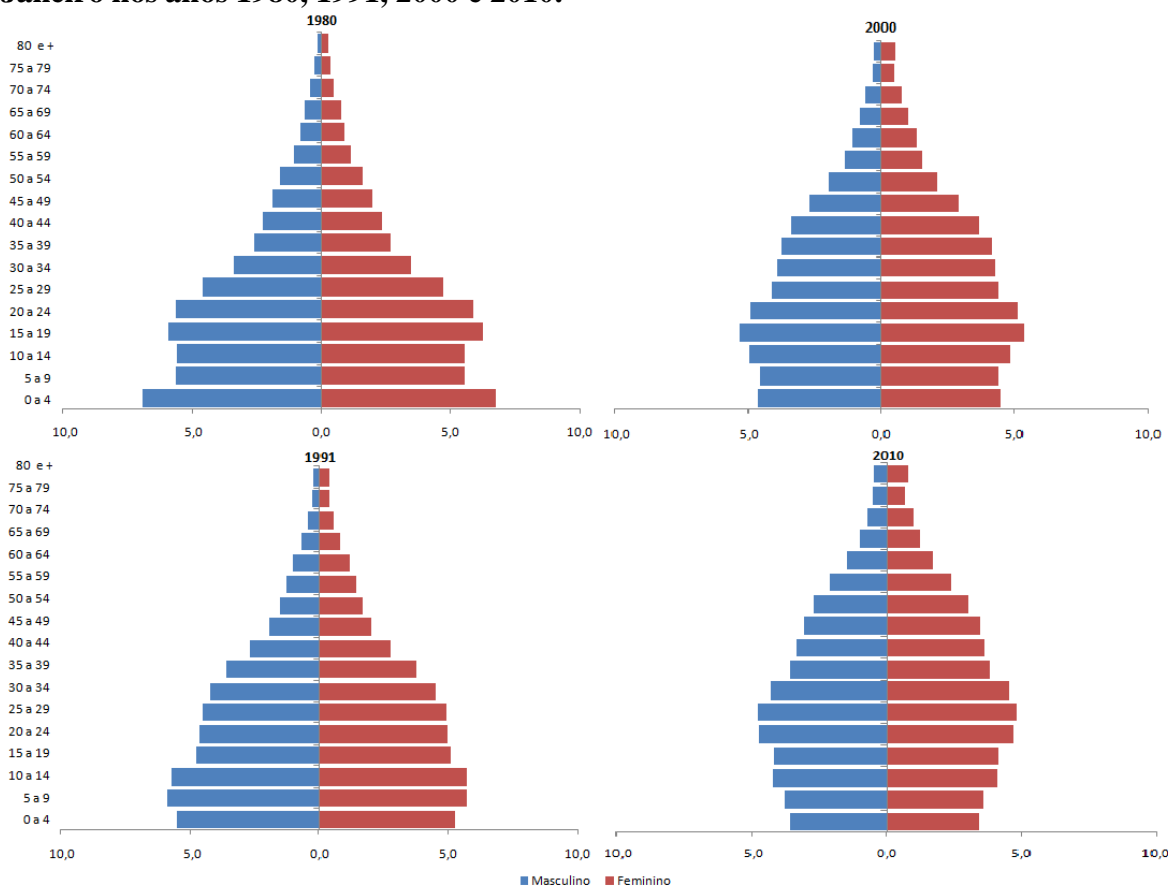 nos anos 1980, 1991, 2000 e 2010.
1980
80 e +
75 a 79
70 a 74
65 a 69
60 a 64
55 a 59
50 a 54
45 a 49
40 a 44
35 a 39
30 a 34
25 a 29
20 a 24
15 a 19
10 a 14
5 a 9
0 a 4
10,0 5,0 0,0 5,0 10,0
2000
10,0 5,0 0,0 5,0 10,0
1991
80 e +
75 a 79
70 a 74
65 a 69
60 a 64
55 a 59
50 a 54
45 a 49
40 a 44
35 a 39
30 a 34
25 a 29
20 a 24
15 a 19
10 a 14
5 a 9
0 a 4
10,0 5,0 0,0 5,0 10,0
2010
10,0 5,0 0,0 5,0 10,0
Masculino Feminino